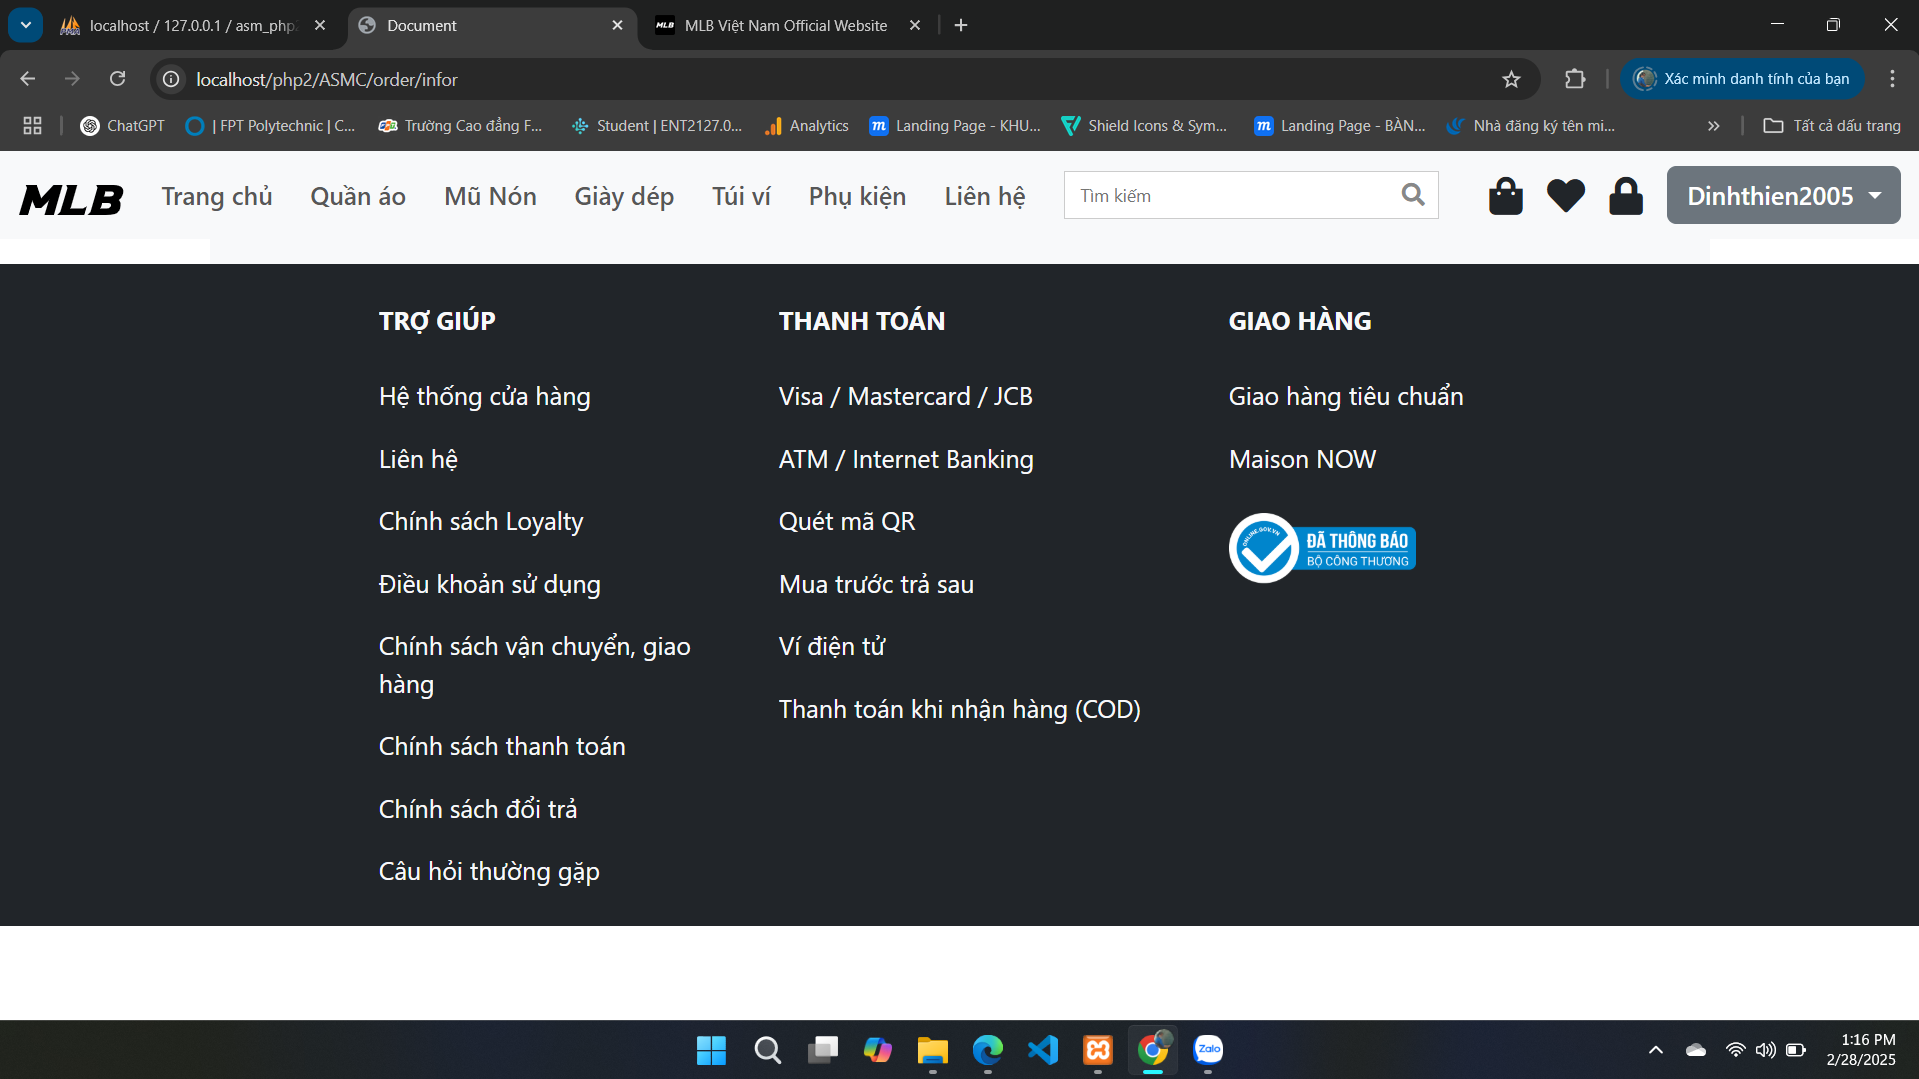 localhost / 127.0.0.1 / asm_php2
Document
MLB Việt Nam Official Website
localhost/php2/ASMC/order/infor
Xác minh danh tính của bạn
ChatGPT
| FPT Polytechnic | C...
Trường Cao đẳng F...
Student | ENT2127.0...
Analytics
Landing Page - KHU...
Shield Icons & Sym...
Landing Page - BÀN...
Nhà đăng ký tên mi...
Tất cả dấu trang
MLB
Trang chủ
Quần áo
Mũ Nón
Giày dép
Túi ví
Phụ kiện
Liên hệ
Tìm kiếm
Dinhthien2005
TRỢ GIÚP
Hệ thống cửa hàng
Liên hệ
Chính sách Loyalty
Điều khoản sử dụng
Chính sách vận chuyển, giao
hàng
Chính sách thanh toán
Chính sách đổi trả
Câu hỏi thường gặp
THANH TOÁN
Visa / Mastercard / JCB
ATM / Internet Banking
Quét mã QR
Mua trước trả sau
Ví điện tử
Thanh toán khi nhận hàng (COD)
GIAO HÀNG
Giao hàng tiêu chuẩn
Maison NOW
ONLINE.GOV.VN
ĐÃ THÔNG BÁO
BỘ CÔNG THƯƠNG
Zalo
1:16 PM
2/28/2025